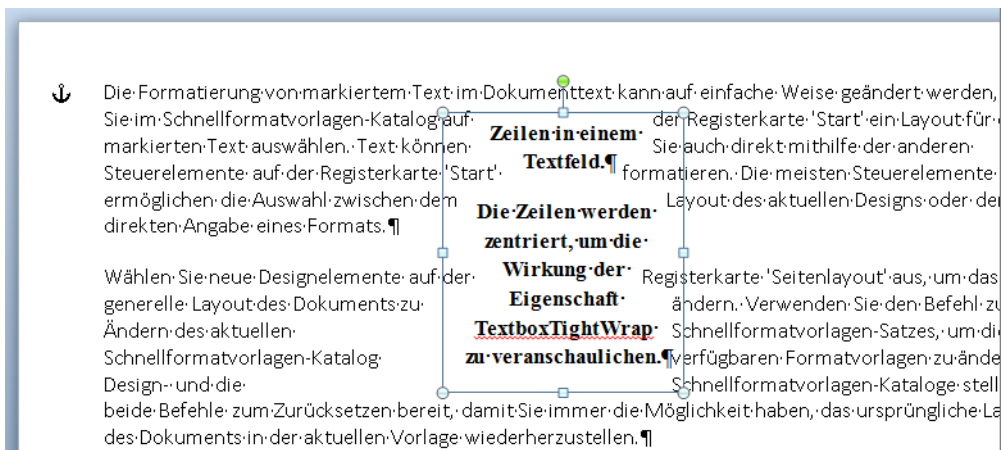 Die Formatierung von markiertem Text im Dokumenttext kann auf einfache Weise geändert werden,
Sie im Schnellformatvorlagen-Katalog auf der Registerkarte 'Start' ein Layout für
markierten Text auswählen. Text können Sie auch direkt mithilfe der anderen
Steuerelemente auf der Registerkarte 'Start' formatieren. Die meisten Steuerelemente
ermöglichen die Auswahl zwischen dem Layout des aktuellen Designs oder der
direkten Angabe eines Formats.¶
Wählen Sie neue Designelemente auf der Registerkarte 'Seitenlayout' aus, um das
generelle Layout des Dokuments zu ändern. Verwenden Sie den Befehl zu
Ändern des aktuellen Schnellformatvorlagen-Satzes, um di
Schnellformatvorlagen-Katalog verfügbaren Formatvorlagen zu ände
Design- und die Schnellformatvorlagen-Kataloge stell
beide Befehle zum Zurücksetzen bereit, damit Sie immer die Möglichkeit haben, das ursprüngliche La
des Dokuments in der aktuellen Vorlage wiederherzustellen.¶
Zeilen in einem
Textfeld.¶
Die Zeilen werden
zentriert, um die
Wirkung der
Eigenschaft
TextboxTightWrap
zu veranschaulichen.¶